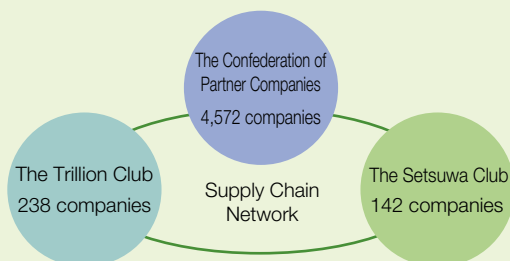 The Confederation of
Partner Companies
4,572 companies
The Trillion Club
238 companies
Supply Chain
Network
The Setsuwa Club
142 companies